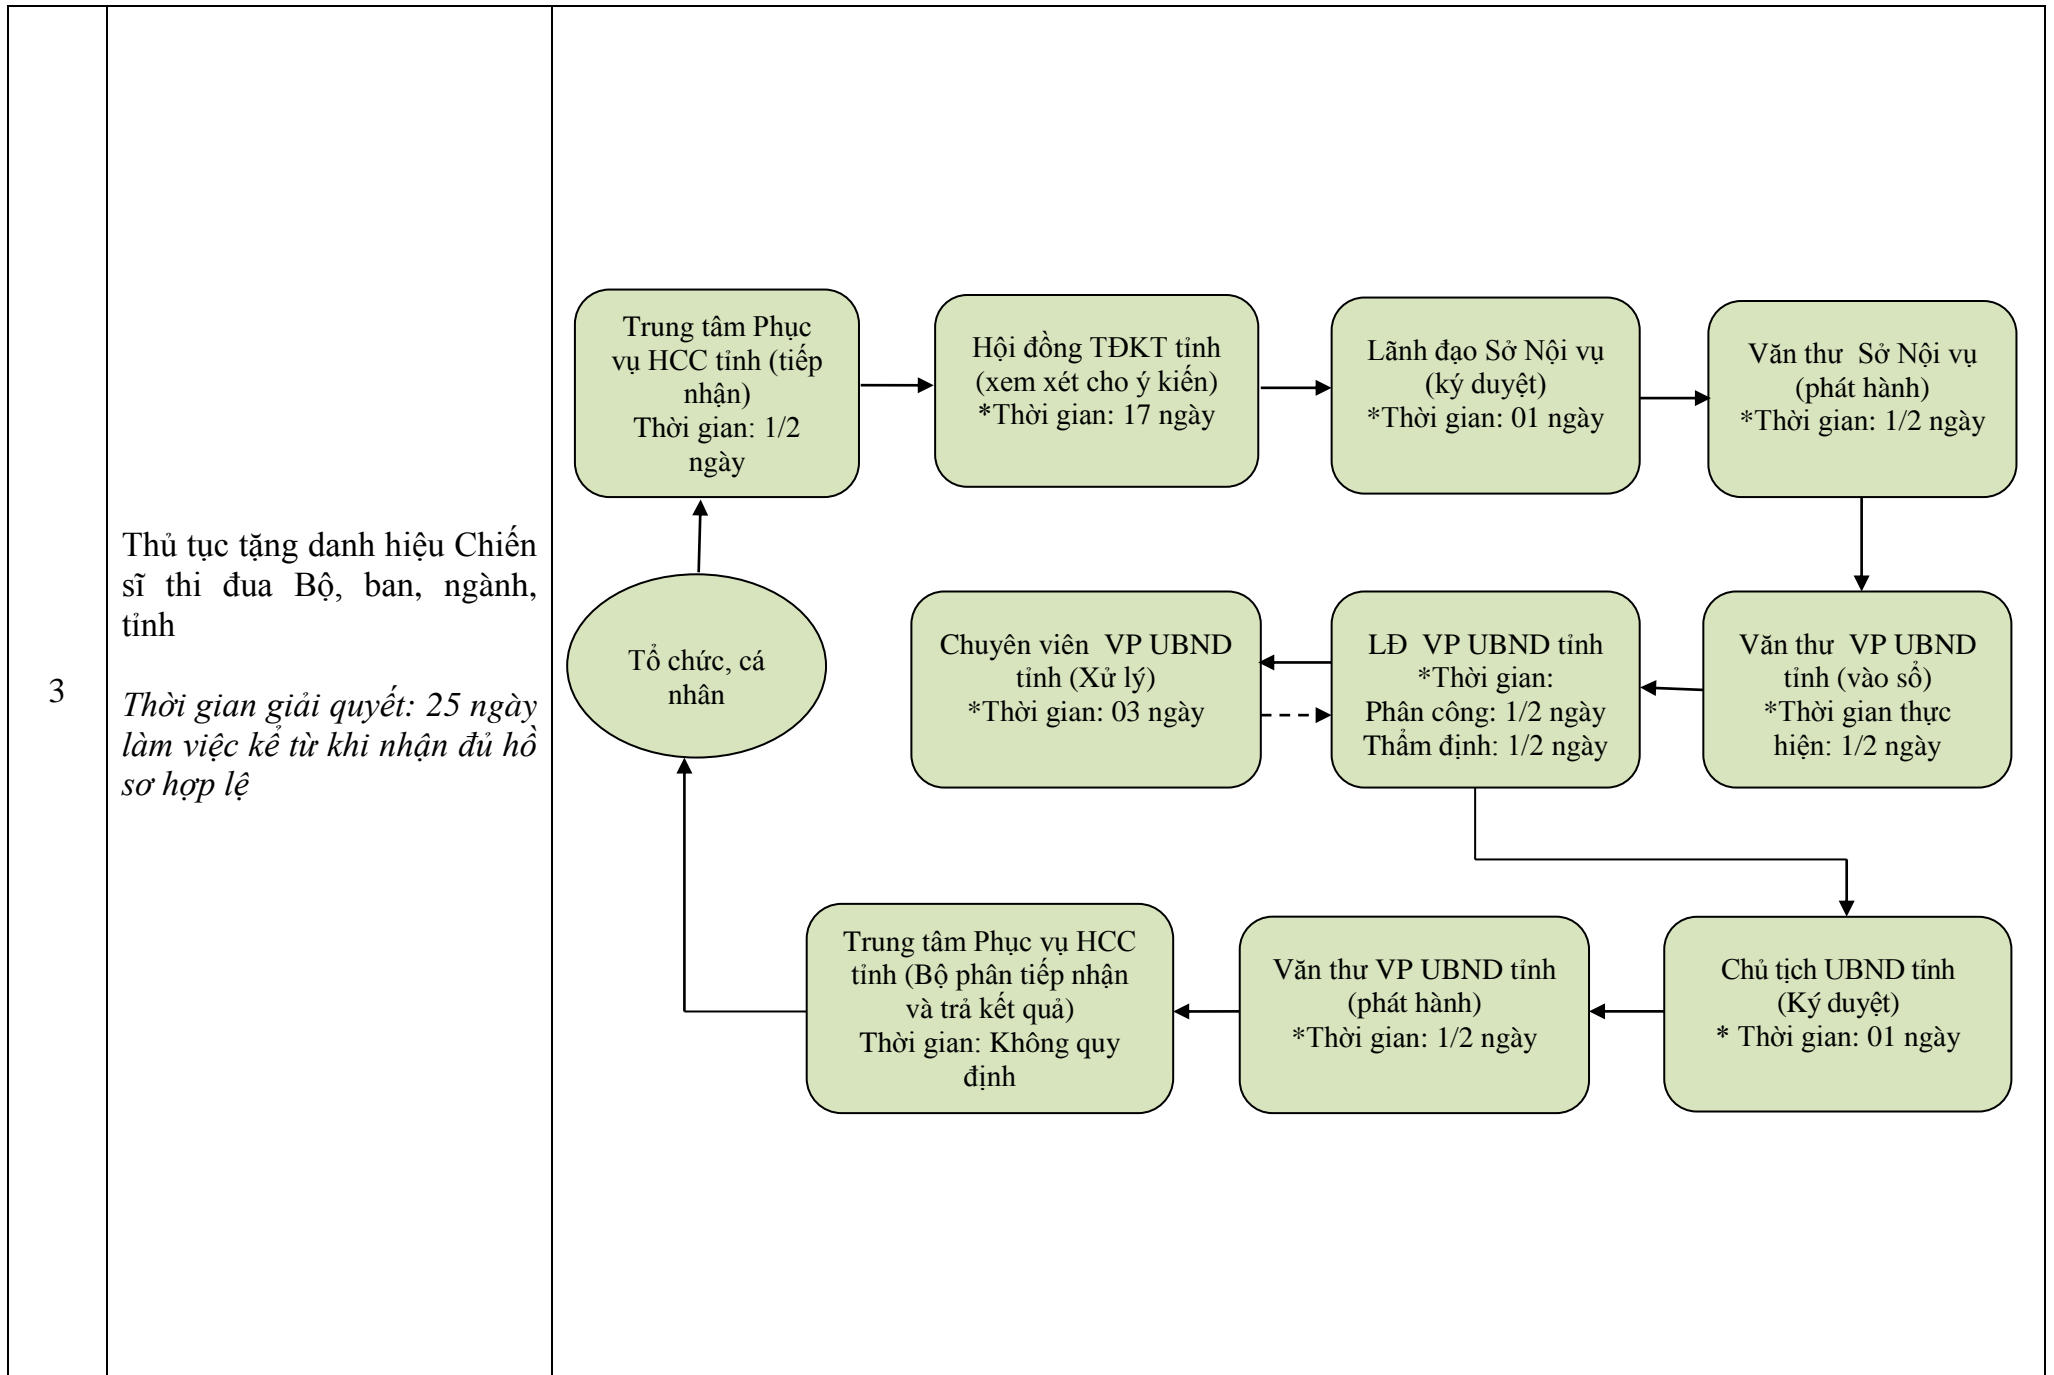 3
Thủ tục tặng danh hiệu Chiến
sĩ thi đua Bộ, ban, ngành,
tỉnh
Thời gian giải quyết: 25 ngày
làm việc kể từ khi nhận đủ hồ
sơ hợp lệ
Trung tâm Phục
vụ HCC tỉnh (tiếp
nhận)
Thời gian: 1/2
ngày
Hội đồng TĐKT tỉnh
(xem xét cho ý kiến)
*Thời gian: 17 ngày
Lãnh đạo Sở Nội vụ
(ký duyệt)
*Thời gian: 01 ngày
Văn thư  Sở Nội vụ
(phát hành)
*Thời gian: 1/2 ngày
Tổ chức, cá
nhân
Chuyên viên  VP UBND
tỉnh (Xử lý)
*Thời gian: 03 ngày
LĐ  VP UBND tỉnh
*Thời gian:
Phân công: 1/2 ngày
Thẩm định: 1/2 ngày
Văn thư  VP UBND
tỉnh (vào sổ)
*Thời gian thực
hiện: 1/2 ngày
Trung tâm Phục vụ HCC
tỉnh (Bộ phân tiếp nhận
và trả kết quả)
Thời gian: Không quy
định
Văn thư VP UBND tỉnh
(phát hành)
*Thời gian: 1/2 ngày
Chủ tịch UBND tỉnh
(Ký duyệt)
* Thời gian: 01 ngày